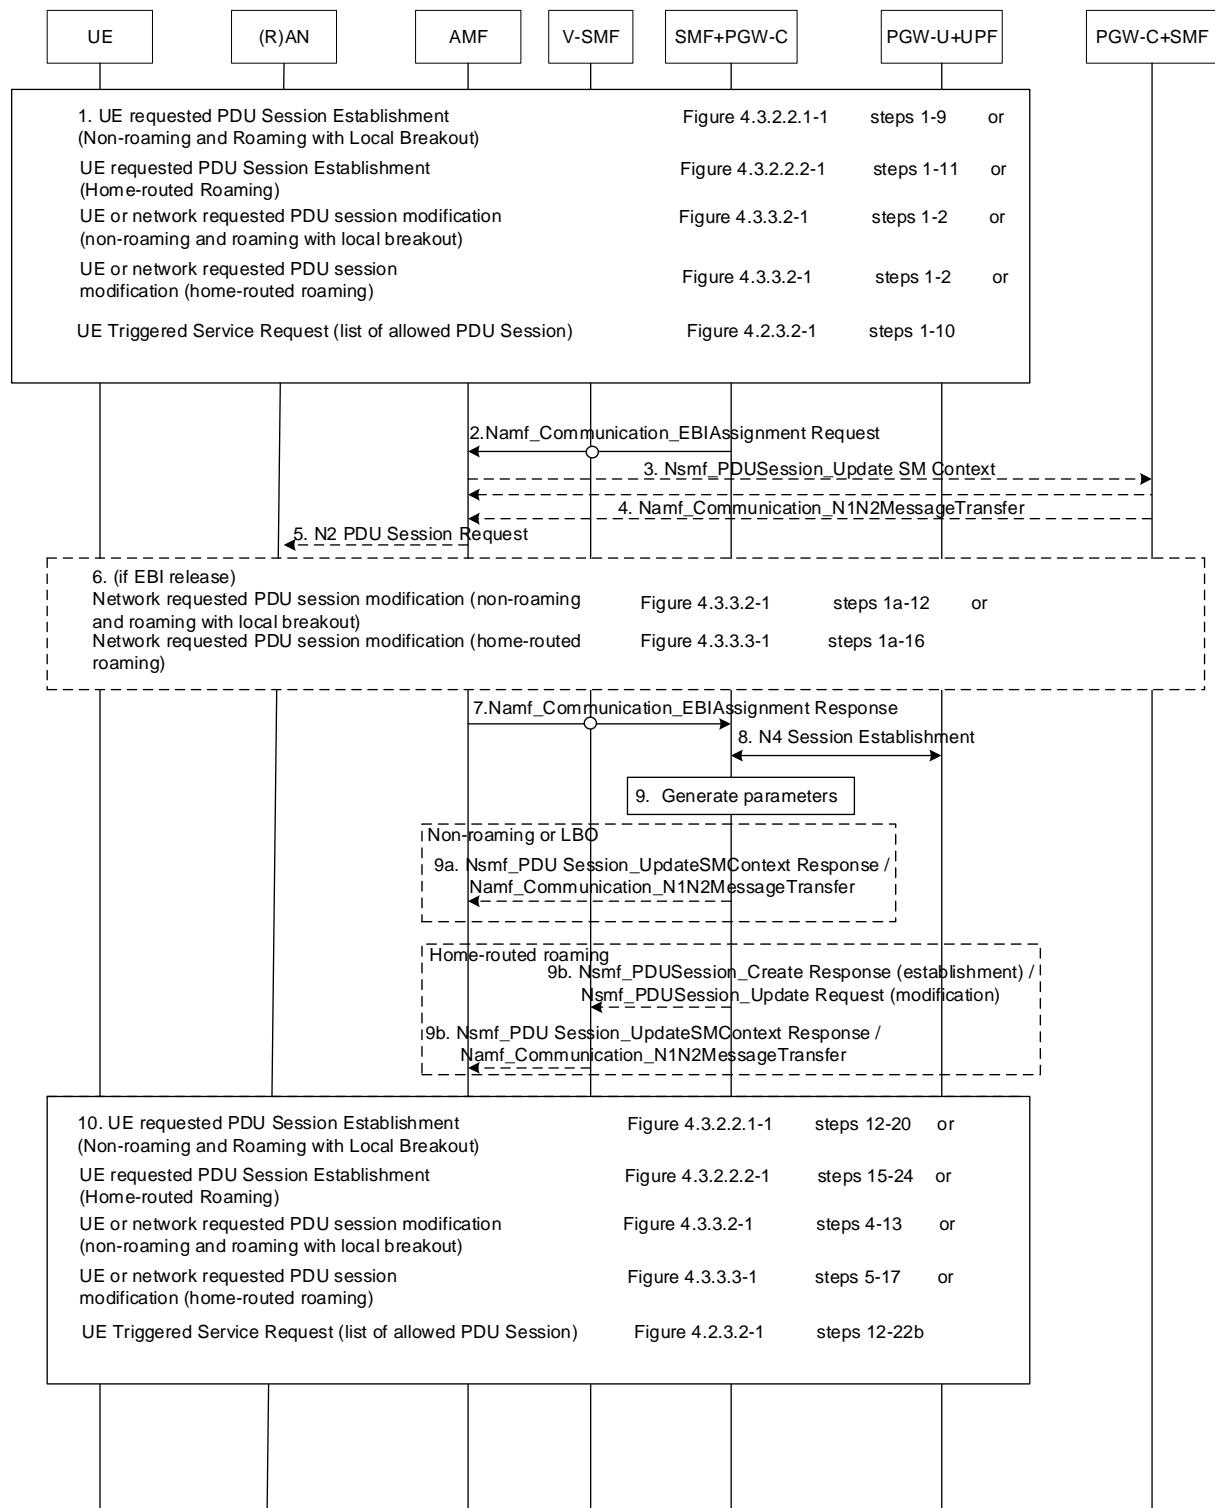 UE (R)AN AMF V-SMF SMF+PGW-C PGW-U+UPF PGW-C+SMF
1. UE requested PDU Session Establishment Figure 4.3.2.2.1-1 steps 1-9 or
(Non-roaming and Roaming with Local Breakout)
UE requested PDU Session Establishment Figure 4.3.2.2.2-1 steps 1-11 or
(Home-routed Roaming)
UE or network requested PDU session modification Figure 4.3.3.2-1 steps 1-2 or
(non-roaming and roaming with local breakout)
UE or network requested PDU session
modification (home-routed roaming) Figure 4.3.3.2-1 steps 1-2 or
UE Triggered Service Request (list of allowed PDU Session) Figure 4.2.3.2-1 steps 1-10
2.Namf_Communication_EBIAssignment Request
3. Nsmf_PDUSession_Update SM Context
4. Namf_Communication_N1N2MessageTransfer
5. N2 PDU Session Request
6. (if EBI release)
Network requested PDU session modification (non-roaming Figure 4.3.3.2-1 steps 1a-12 or
and roaming with local breakout)
Network requested PDU session modification (home-routed Figure 4.3.3.3-1 steps 1a-16
roaming)
7.Namf_Communication_EBIAssignment Response
8. N4 Session Establishment
9. Generate parameters
Non-roaming or LBO
9a. Nsmf_PDU Session_UpdateSMContext Response /
Namf_Communication_N1N2MessageTransfer
Home-routed roaming
9b. Nsmf_PDUSession_Create Response (establishment) /
Nsmf_PDUSession_Update Request (modification)
9b. Nsmf_PDU Session_UpdateSMContext Response /
Namf_Communication_N1N2MessageTransfer
10. UE requested PDU Session Establishment Figure 4.3.2.2.1-1 steps 12-20 or
(Non-roaming and Roaming with Local Breakout)
UE requested PDU Session Establishment Figure 4.3.2.2.2-1 steps 15-24 or
(Home-routed Roaming)
UE or network requested PDU session modification Figure 4.3.3.2-1 steps 4-13 or
(non-roaming and roaming with local breakout)
UE or network requested PDU session Figure 4.3.3.3-1 steps 5-17 or
modification (home-routed roaming)
UE Triggered Service Request (list of allowed PDU Session) Figure 4.2.3.2-1 steps 12-22b